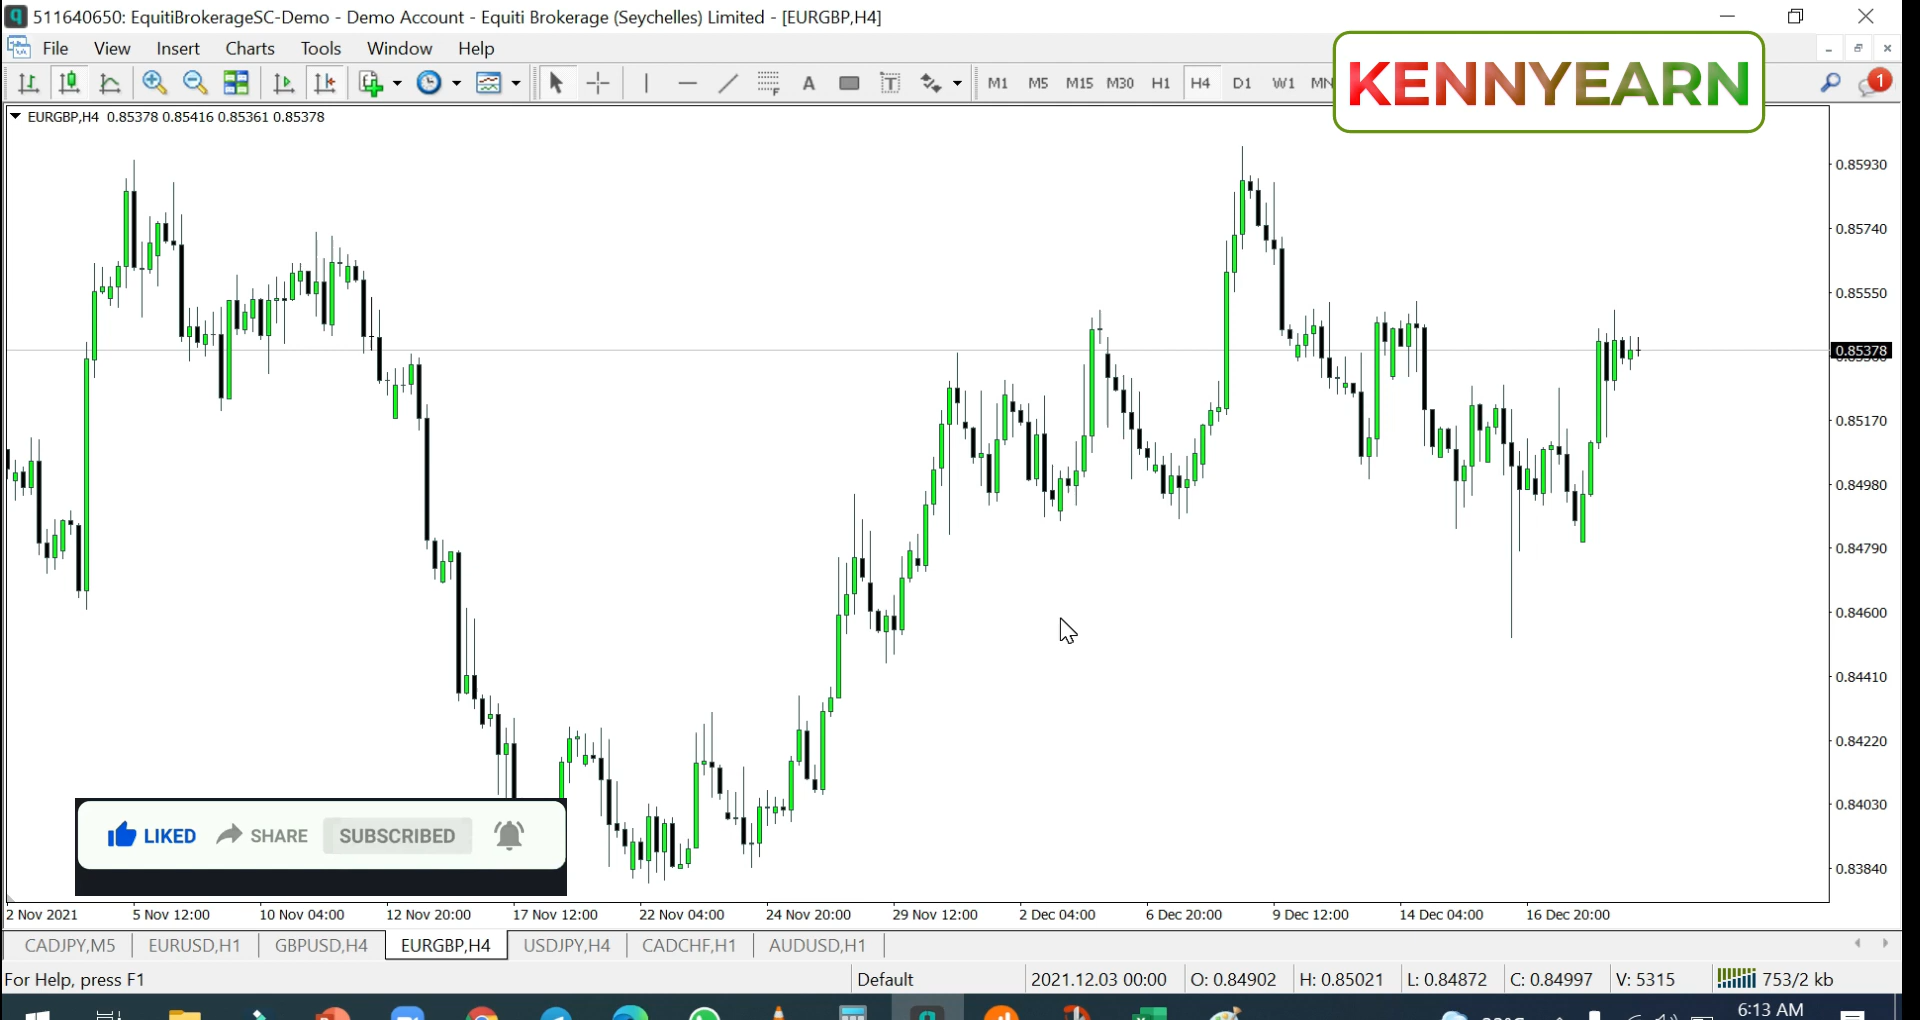 511640650: EquitiBrokerageSC-Demo - Demo Account - Equiti Brokerage (Seychelles) Limited - [EURGBP,H4]
File View Insert Charts Tools Window Help
A T M1 M5 M15 M30 H1 H4 D1 W1 MN
KENNYEARN
1
EURGBP,H4 0.85378 0.85416 0.85361 0.85378
0.85930
0.85740
0.85550
0.85378
0.85170
0.84980
0.84790
0.84600
0.84410
0.84220
0.84030
0.83840
LIKED SHARE SUBSCRIBED
2 Nov 2021 5 Nov 12:00 10 Nov 04:00 12 Nov 20:00 17 Nov 12:00 22 Nov 04:00 24 Nov 20:00 29 Nov 12:00 2 Dec 04:00 6 Dec 20:00 9 Dec 12:00 14 Dec 04:00 16 Dec 20:00
CADJPY,M5 EURUSD,H1 GBPUSD,H4 EURGBP,H4 USDJPY,H4 CADCHF,H1 AUDUSD,H1
For Help, press F1 Default 2021.12.03 00:00 O: 0.84902 H: 0.85021 L: 0.84872 C: 0.84997 V: 5315 753/2 kb
6:13 AM